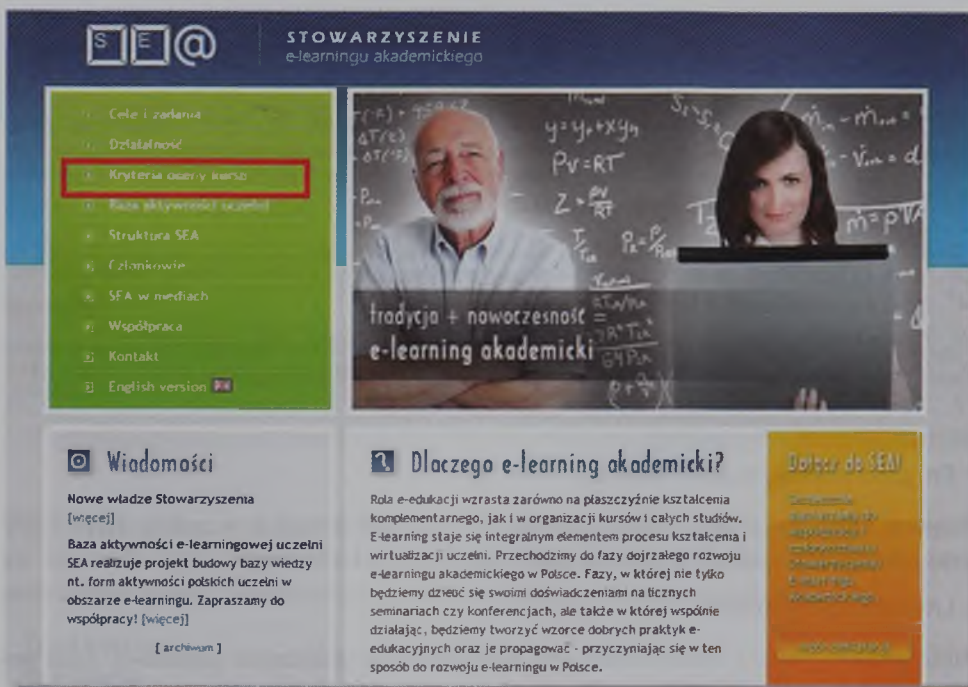 S E @
STOWARZYSZENIE
e-learningu akademickiego
Cele i zadania
Działalność
Kryteria oceny kursu
Baza aktywności uczelni
Struktura SEA
Członkowie
SEA w mediach
Współpraca
Kontakt
English version
y=y₁+xy₄
PV=RT
tradycja + nowoczesność =
e-learning akademicki
Wiadomości
Nowe władze Stowarzyszenia
[więcej]
Baza aktywności e-learningowej uczelni
SEA realizuje projekt budowy bazy wiedzy
nt. form aktywności polskich uczelni w
obszarze e-learningu. Zapraszamy do
współpracy! [więcej]
[ archiwum ]
Dlaczego e-learning akademicki?
Rola e-edukacji wzrasta zarówno na płaszczyźnie kształcenia
komplementarnego, jak i w organizacji kursów i całych studiów.
E-learning staje się integralnym elementem procesu kształcenia i
wirtualizacji uczelni. Przechodzimy do fazy dojrzałego rozwoju
e-learningu akademickiego w Polsce. Fazy, w której nie tylko
będziemy dzielić się swoimi doświadczeniami na licznych
seminariach czy konferencjach, ale także w której wspólnie
działając, będziemy tworzyć wzorce dobrych praktyk e-
edukacyjnych oraz je propagować - przyczyniając się w ten
sposób do rozwoju e-learningu w Polsce.
Dołącz do SEA!